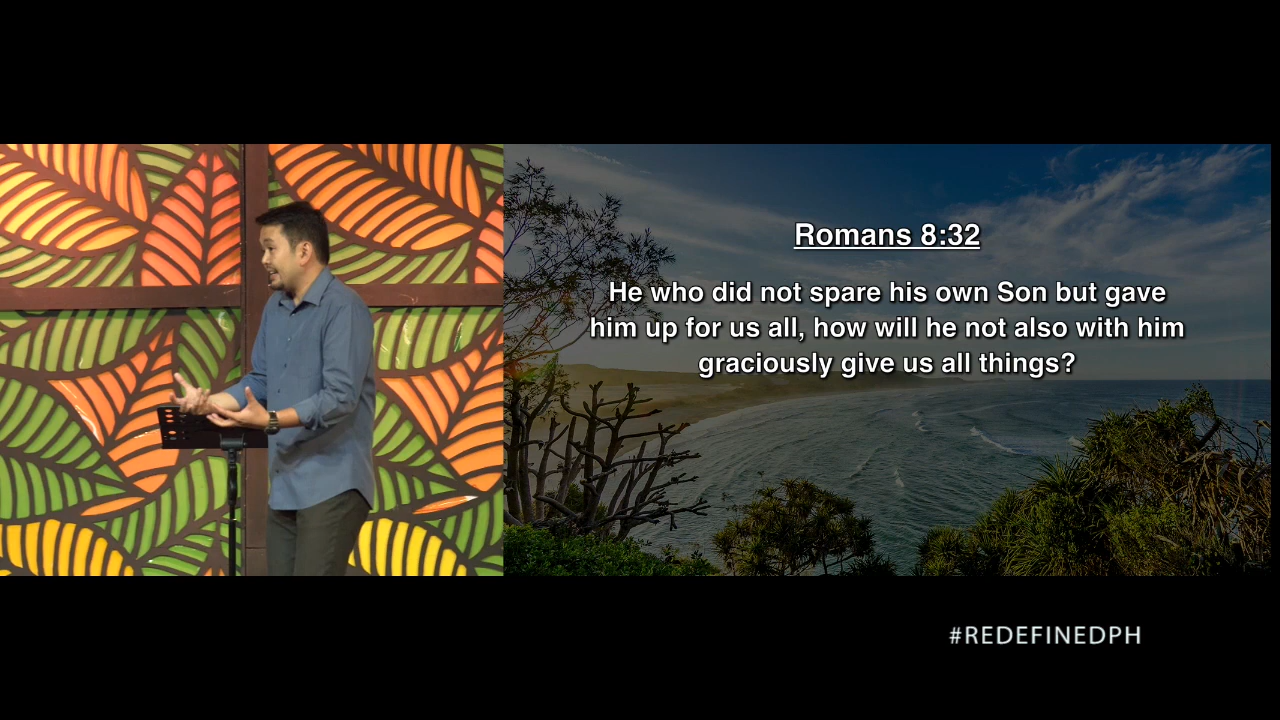 Romans 8:32
He who did not spare his own Son but gave
him up for us all, how will he not also with him
graciously give us all things?
#REDEFINEDPH